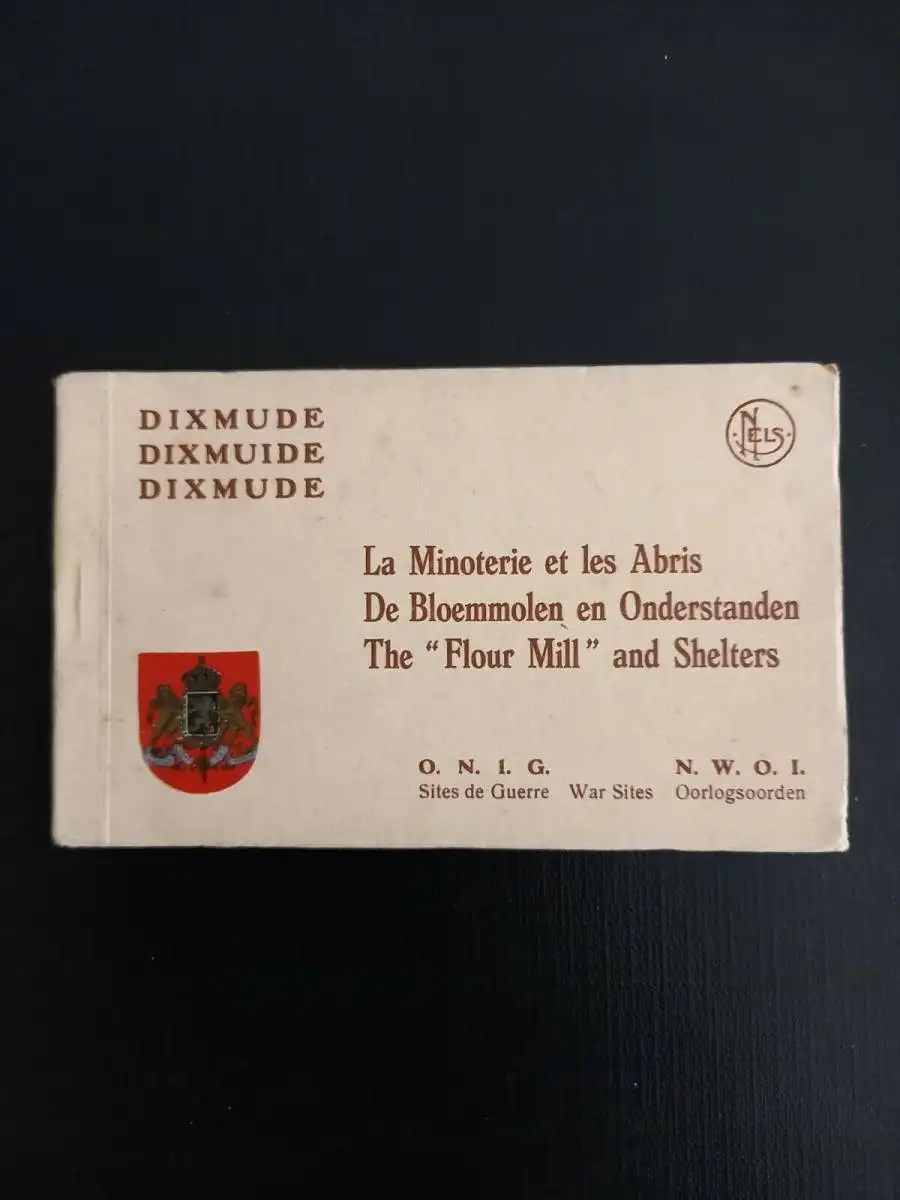 DIXMUDE
DIXMUIDE
DIXMUDE
NELS
La Minoterie et les Abris
De Bloemmolen en Onderstanden
The “Flour Mill” and Shelters
O. N. I. G. N. W. O. I.
Sites de Guerre War Sites Oorlogsoorden